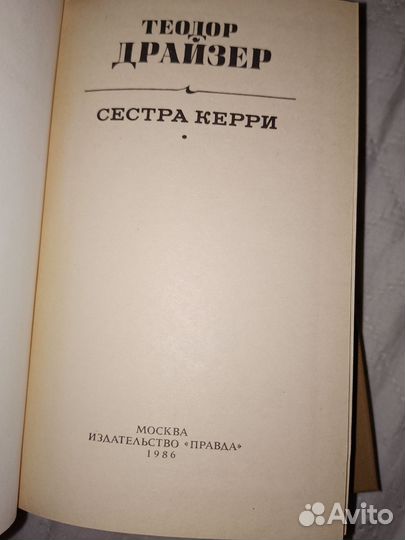 ТЕОДОР
ДРАЙЗЕР
СЕСТРА КЕРРИ
МОСКВА
ИЗДАТЕЛЬСТВО «ПРАВДА»
1986
Avito